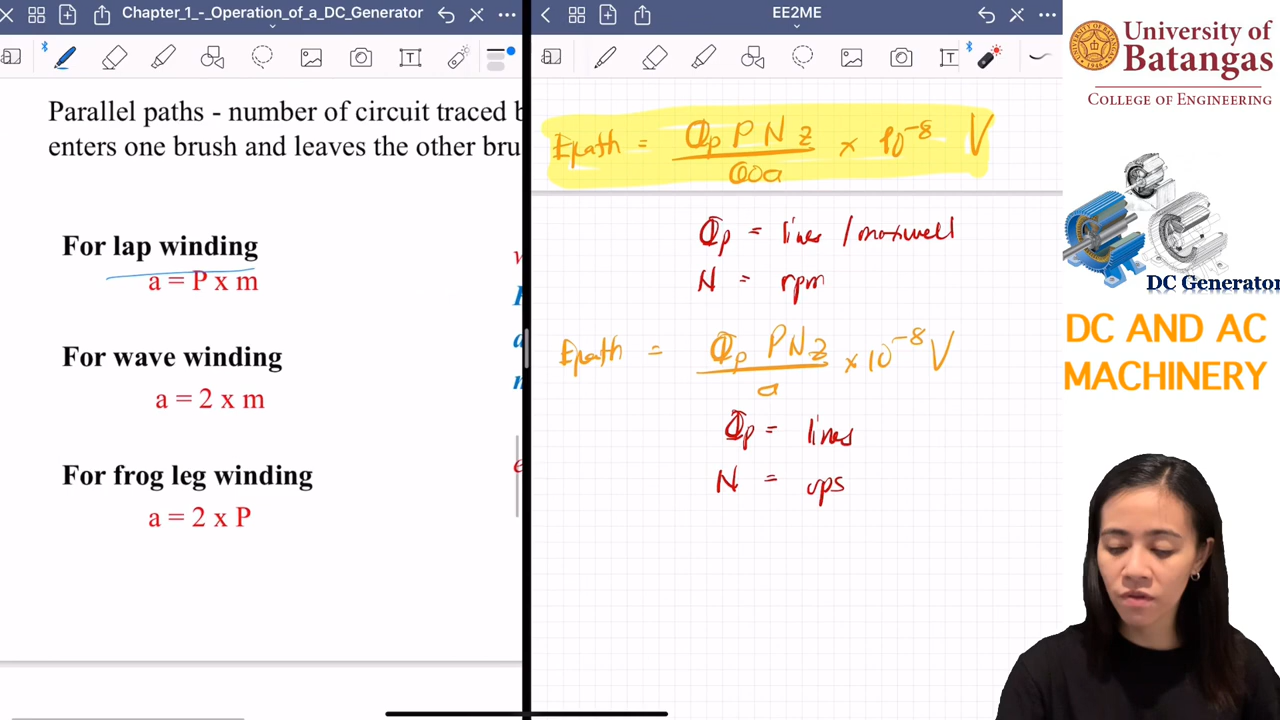 Chapter_1_-_Operation_of_a_DC_Generator
Parallel paths - number of circuit traced b
enters one brush and leaves the other bru
For lap winding
a = P x m
For wave winding
a = 2 x m
For frog leg winding
a = 2 x P
EE2ME
Epath = Φp P N z / 60a × 10⁻⁸ V
Φp = lines / maxwell
N = rpm
Epath = Φp P N z / a × 10⁻⁸ V
Φp = lines
N = rps
University of
Batangas
COLLEGE OF ENGINEERING
DC Generator
DC AND AC
MACHINERY